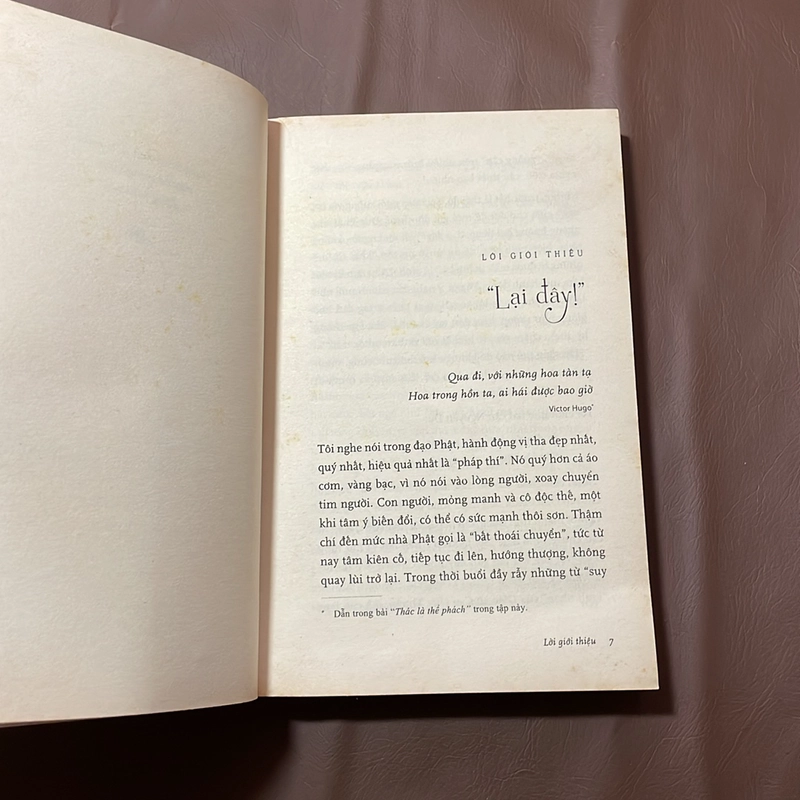 LỜI GIỚI THIỆU
“Lại đây!”
Qua đi, với những hoa tàn tạ
Hoa trong hồn ta, ai hái được bao giờ
Victor Hugo*
Tôi nghe nói trong đạo Phật, hành động vị tha đẹp nhất,
quý nhất, hiệu quả nhất là “pháp thí”. Nó quý hơn cả áo
cơm, vàng bạc, vì nó nói vào lòng người, xoay chuyển
tim người. Con người, mỏng manh và cô độc thế, một
khi tâm ý biến đổi, có thể có sức mạnh thôi sơn. Thậm
chí đến mức nhà Phật gọi là “bất thoái chuyển”, tức từ
nay tâm kiên cố, tiếp tục đi lên, hướng thượng, không
quay lùi trở lại. Trong thời buổi đầy rẫy những từ “suy
* Dẫn trong bài “Thác là thể phách” trong tập này.
Lời giới thiệu 7